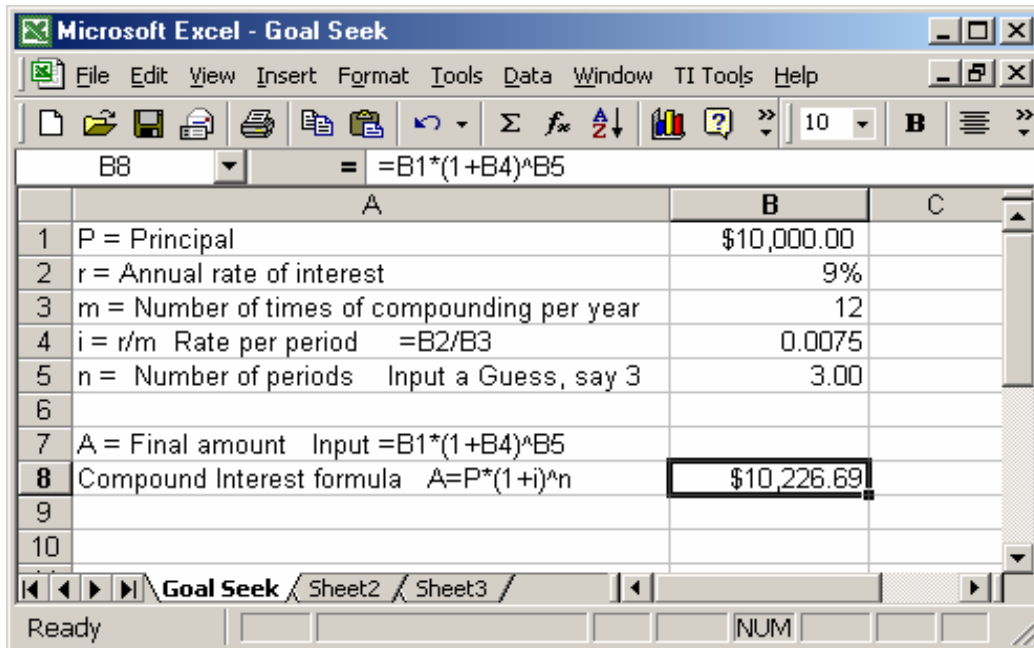 Microsoft Excel - Goal Seek
File Edit View Insert Format Tools Data Window TI Tools Help
Σ fx A Z 10 B
B8 = =B1*(1+B4)^B5
A B C
1 P = Principal $10,000.00
2 r = Annual rate of interest 9%
3 m = Number of times of compounding per year 12
4 i = r/m Rate per period =B2/B3 0.0075
5 n = Number of periods Input a Guess, say 3 3.00
6
7 A = Final amount Input =B1*(1+B4)^B5
8 Compound Interest formula A=P*(1+i)^n $10,226.69
9
10
Goal Seek Sheet2 Sheet3
Ready NUM